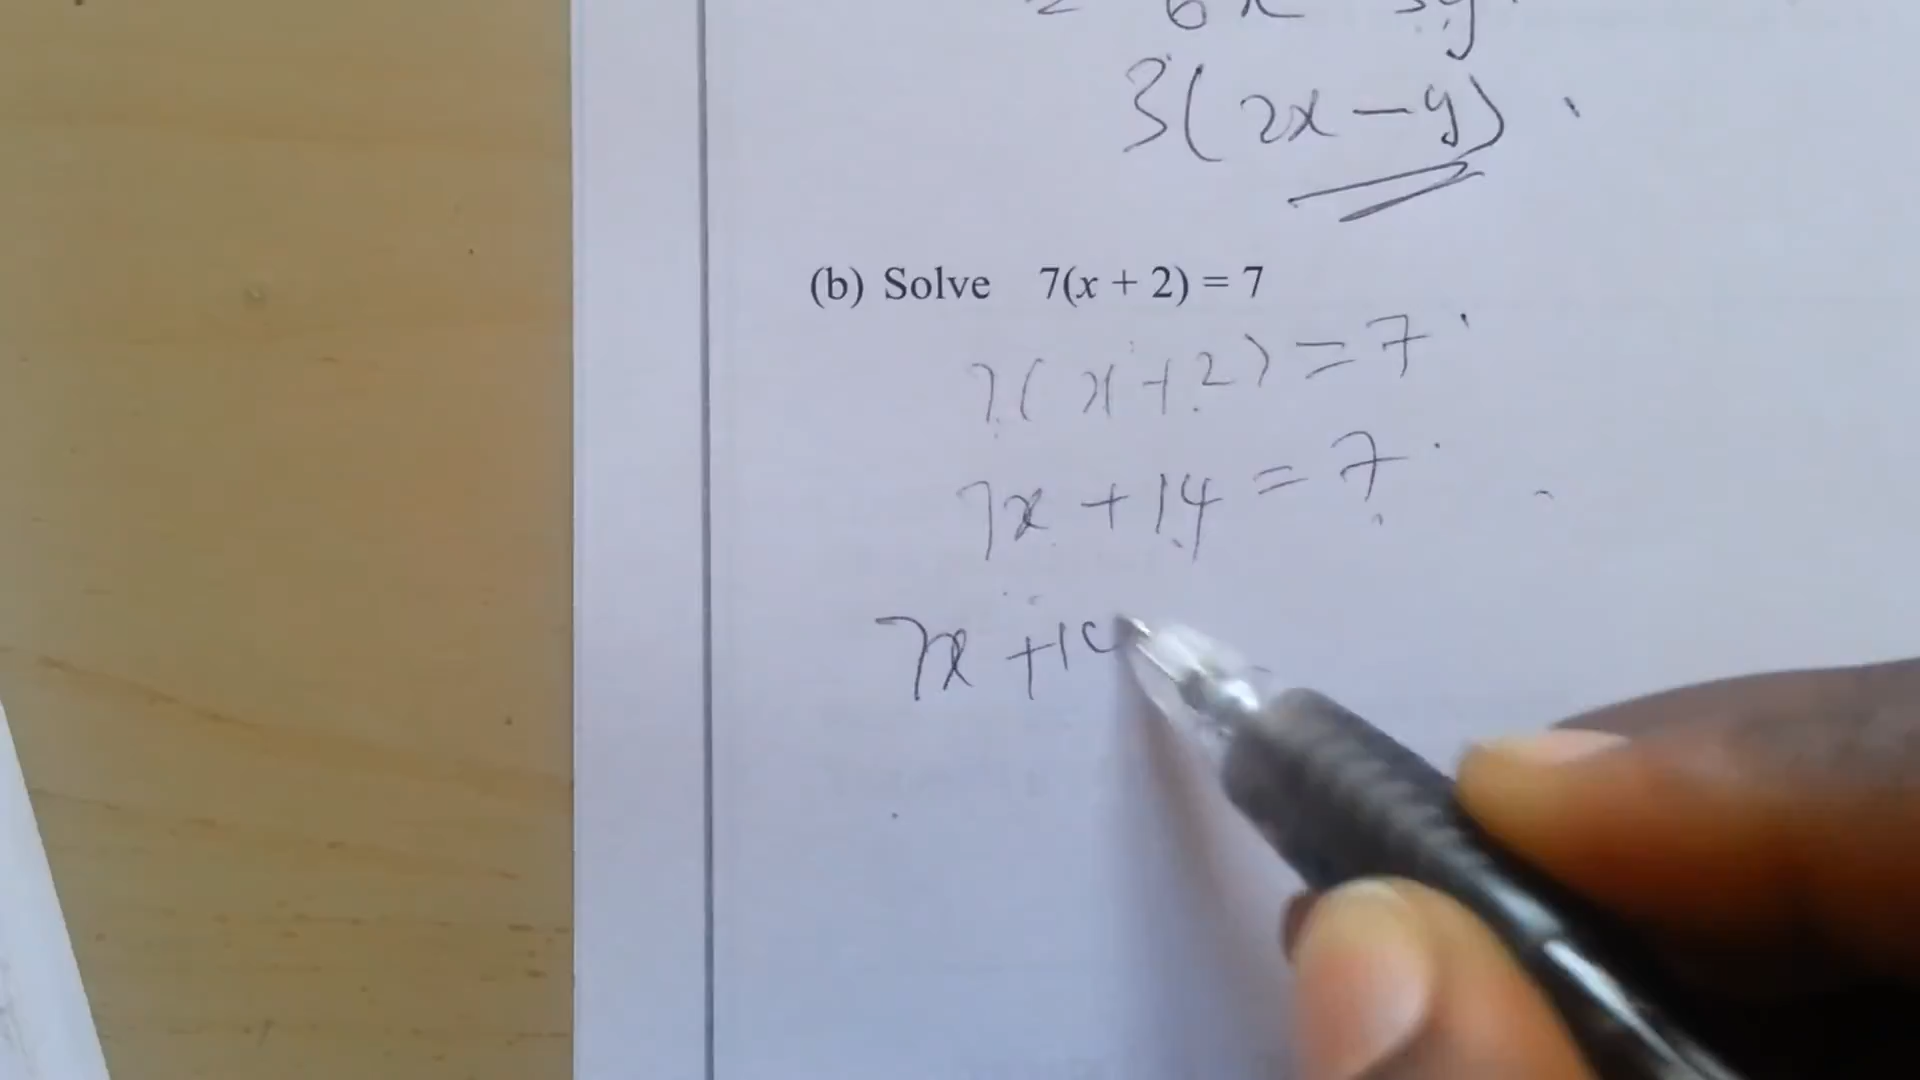 3(2x-y)
(b) Solve 7(x + 2) = 7
7(x+2)=7
7x+14=7
7x+14